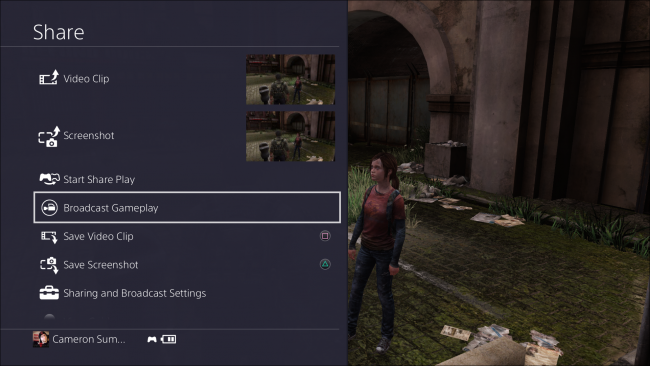 Share
Video Clip
Screenshot
Start Share Play
Broadcast Gameplay
Save Video Clip
Save Screenshot
Sharing and Broadcast Settings
Cameron Sum...